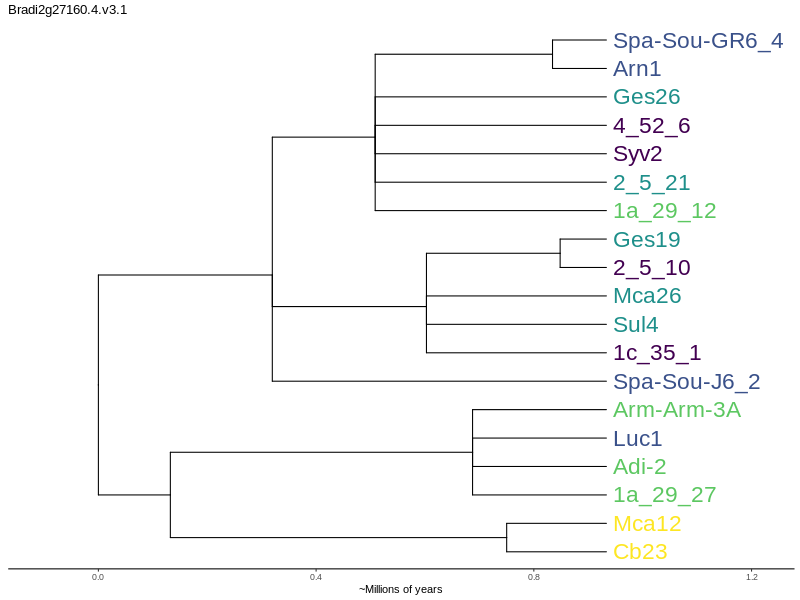 Bradi2g27160.4.v3.1
Spa-Sou-GR6_4
Arn1
Ges26
4_52_6
Syv2
2_5_21
1a_29_12
Ges19
2_5_10
Mca26
Sul4
1c_35_1
Spa-Sou-J6_2
Arm-Arm-3A
Luc1
Adi-2
1a_29_27
Mca12
Cb23
0.0 0.4 0.8 1.2
~Millions of years